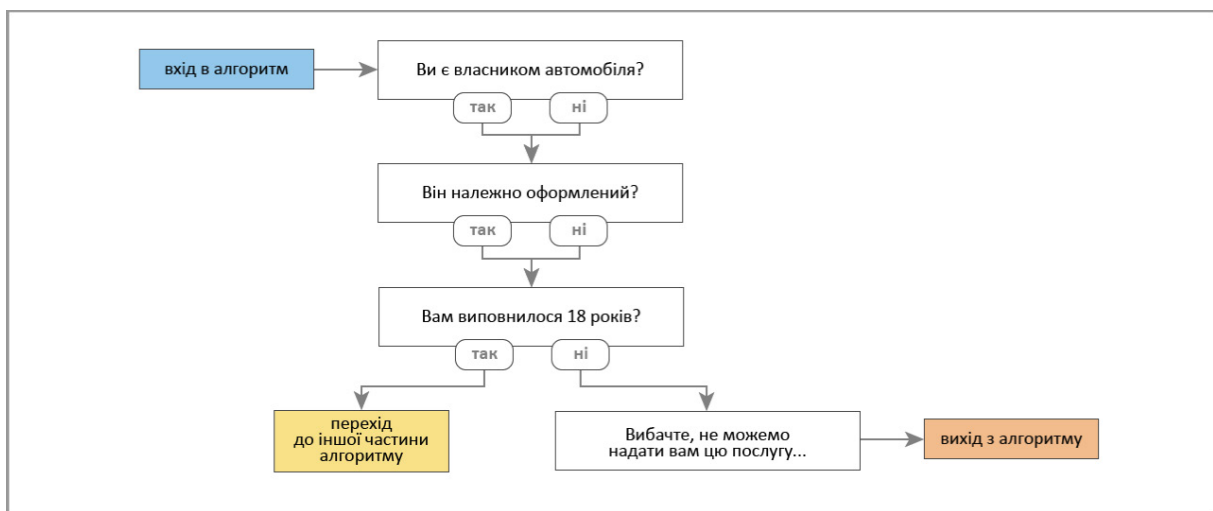 вхід в алгоритм
Ви є власником автомобіля?
так
ні
Він належно оформлений?
так
ні
Вам виповнилося 18 років?
так
ні
перехід
до іншої частини
алгоритму
Вибачте, не можемо
надати вам цю послугу...
вихід з алгоритму